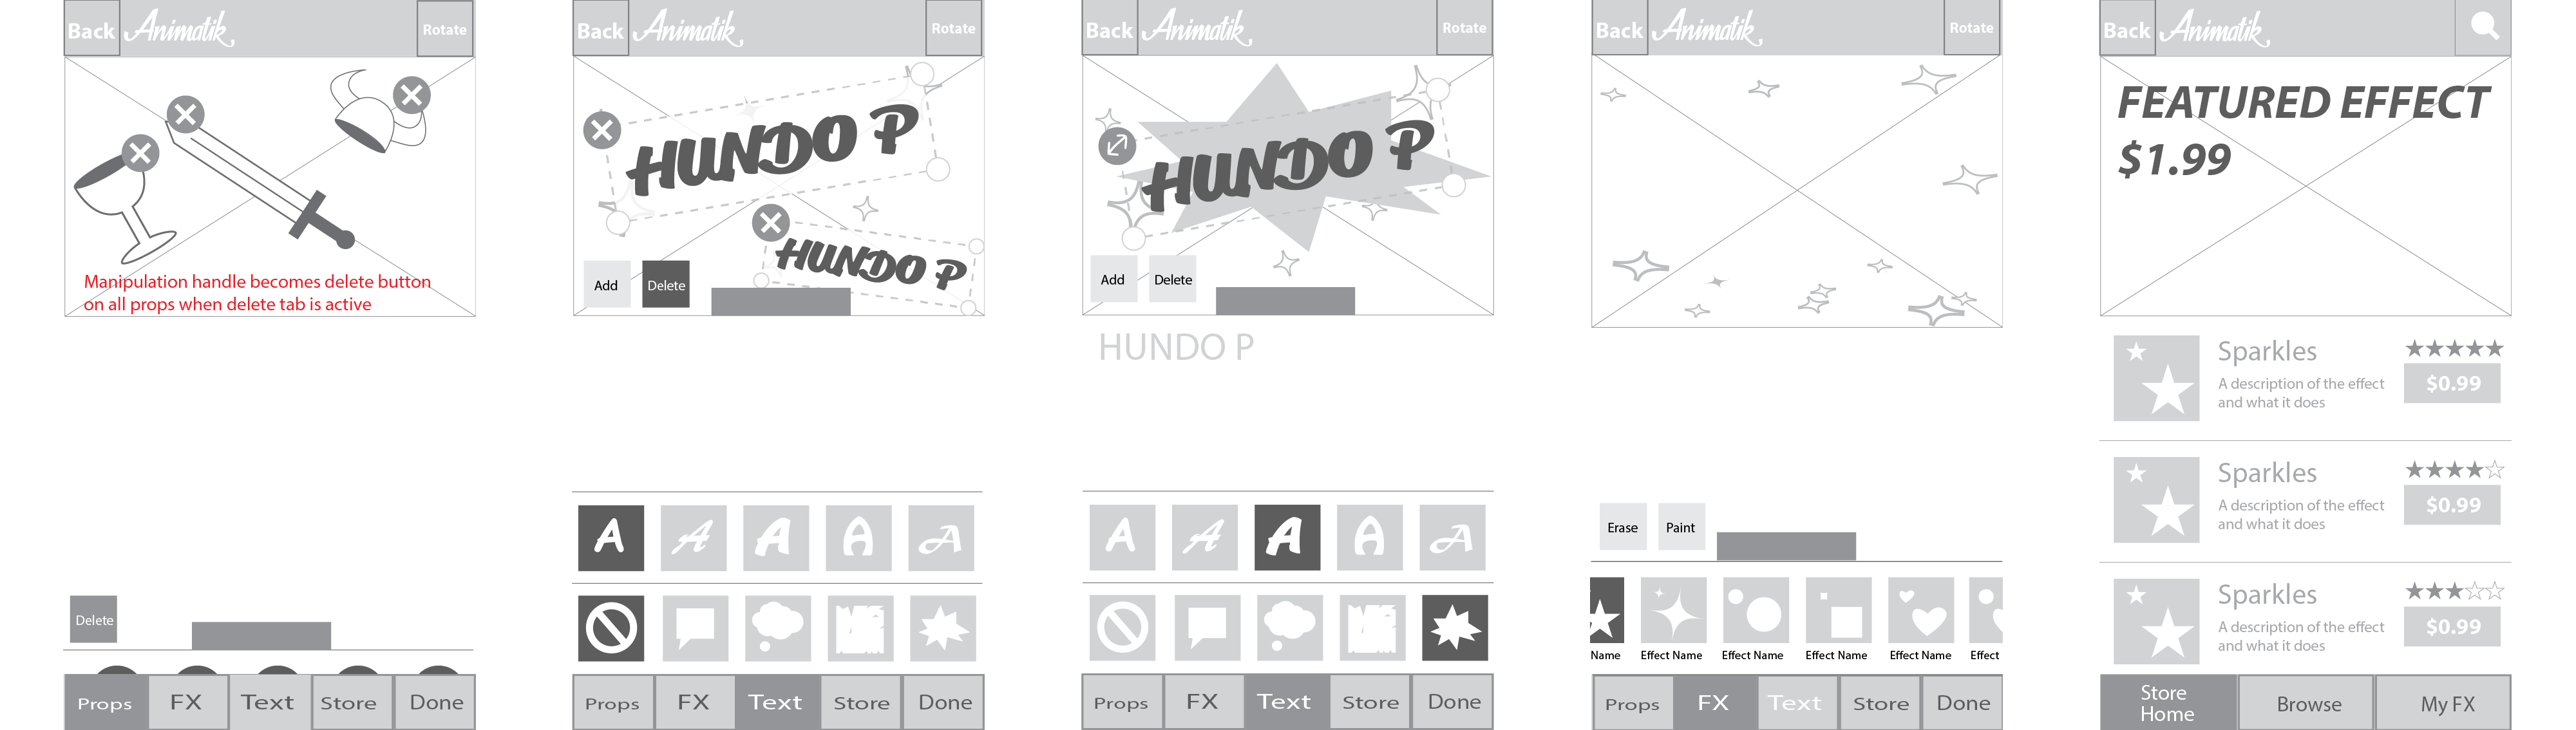 Back
Animatik
Rotate
Manipulation handle becomes delete button
on all props when delete tab is active
Delete
Props
FX
Text
Store
Done
Back
Animatik
Rotate
HUNDO P
HUNDO P
Add
Delete
A
A
A
A
A
Props
FX
Text
Store
Done
Back
Animatik
Rotate
HUNDO P
Add
Delete
HUNDO P
A
A
A
A
A
Props
FX
Text
Store
Done
Back
Animatik
Rotate
Erase
Paint
Name
Effect Name
Effect Name
Effect Name
Effect Name
Effect
Props
FX
Text
Store
Done
Back
Animatik
FEATURED EFFECT
$1.99
Sparkles
A description of the effect
and what it does
$0.99
Sparkles
A description of the effect
and what it does
$0.99
Sparkles
A description of the effect
and what it does
$0.99
Store
Home
Browse
My FX